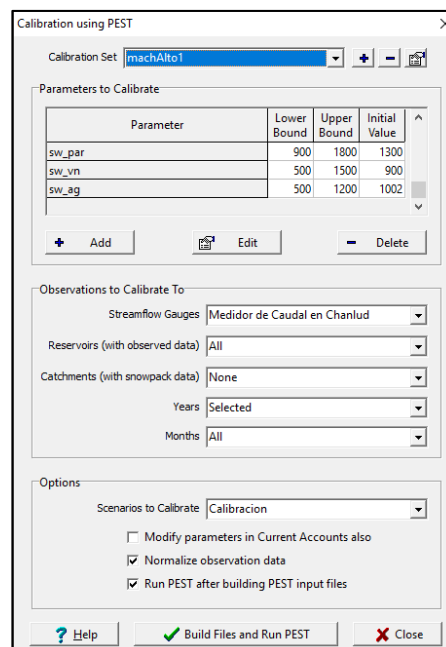 Calibration using PEST
Calibration Set machAlto1
Parameters to Calibrate
Parameter Lower Bound Upper Bound Initial Value
sw_par 900 1800 1300
sw_vn 500 1500 900
sw_ag 500 1200 1002
Add Edit Delete
Observations to Calibrate To
Streamflow Gauges Medidor de Caudal en Chanlud
Reservoirs (with observed data) All
Catchments (with snowpack data) None
Years Selected
Months All
Options
Scenarios to Calibrate Calibracion
Modify parameters in Current Accounts also
Normalize observation data
Run PEST after building PEST input files
? Help Build Files and Run PEST Close